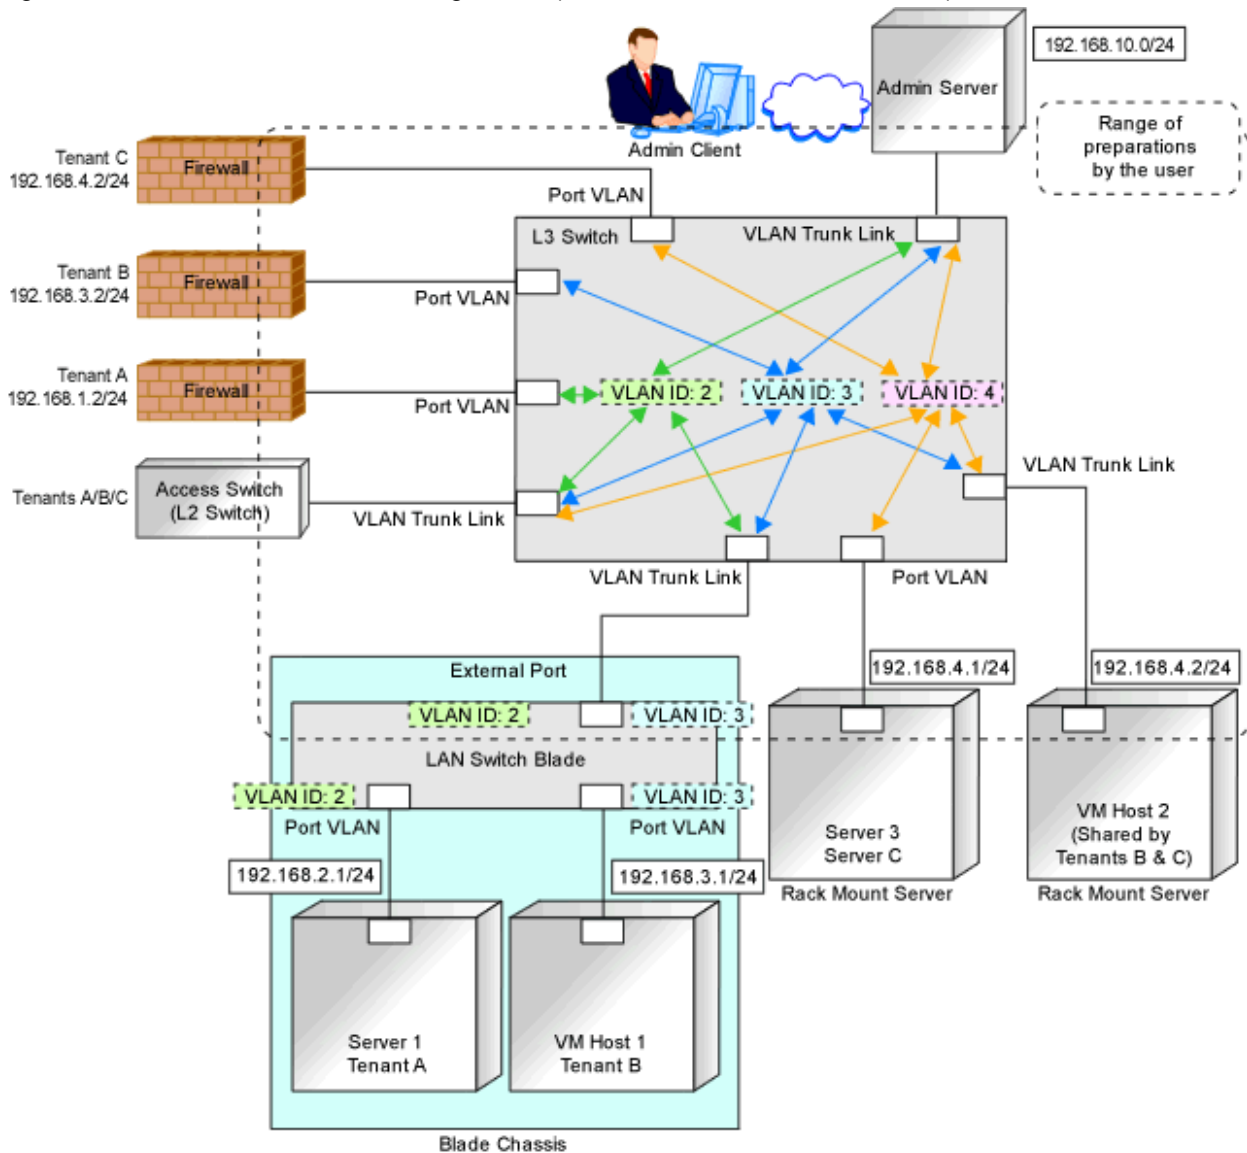 192.168.10.0/24
Admin Server
Admin Client
Range of
preparations
by the user
Tenant C
192.168.4.2/24
Firewall
Port VLAN
L3 Switch
VLAN Trunk Link
Tenant B
192.168.3.2/24
Firewall
Port VLAN
Tenant A
192.168.1.2/24
Firewall
Port VLAN
VLAN ID: 2
VLAN ID: 3
VLAN ID: 4
VLAN Trunk Link
Tenants A/B/C
Access Switch
(L2 Switch)
VLAN Trunk Link
VLAN Trunk Link
Port VLAN
External Port
192.168.4.1/24
192.168.4.2/24
VLAN ID: 2
VLAN ID: 3
LAN Switch Blade
VLAN ID: 2
VLAN ID: 3
Port VLAN
Port VLAN
Server 3
Server C
VM Host 2
(Shared by
Tenants B & C)
192.168.2.1/24
192.168.3.1/24
Rack Mount Server
Rack Mount Server
Server 1
Tenant A
VM Host 1
Tenant B
Blade Chassis